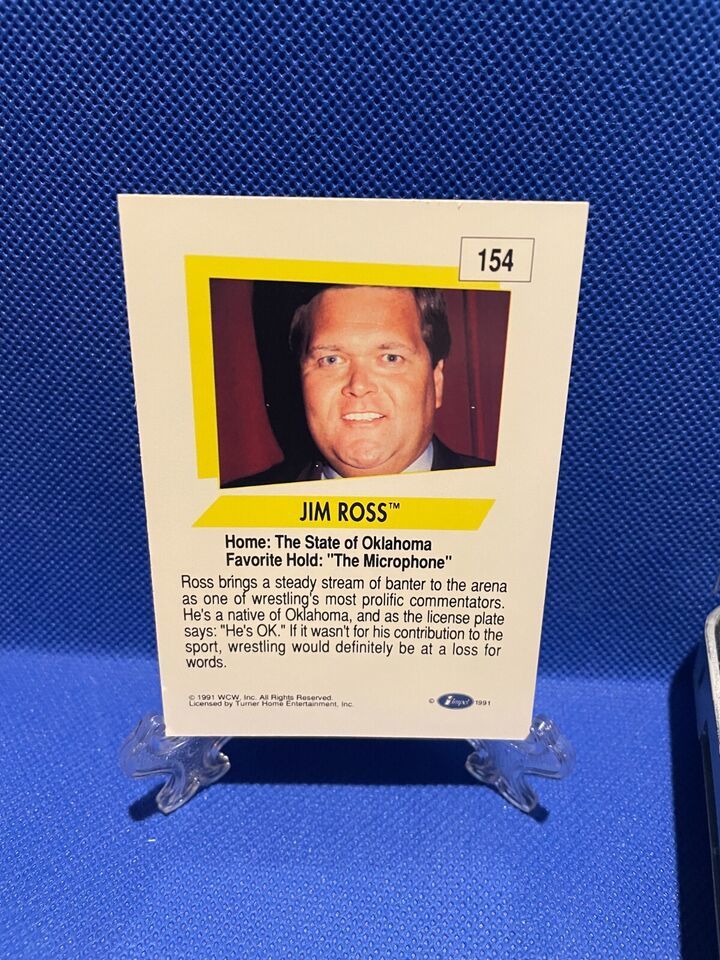 154
JIM ROSS™
Home: The State of Oklahoma
Favorite Hold: "The Microphone"
Ross brings a steady stream of banter to the arena
as one of wrestling's most prolific commentators.
He's a native of Oklahoma, and as the license plate
says: "He's OK." If it wasn't for his contribution to the
sport, wrestling would definitely be at a loss for
words.
© 1991 WCW, Inc. All Rights Reserved.
Licensed by Turner Home Entertainment, Inc.
© Impel 1991